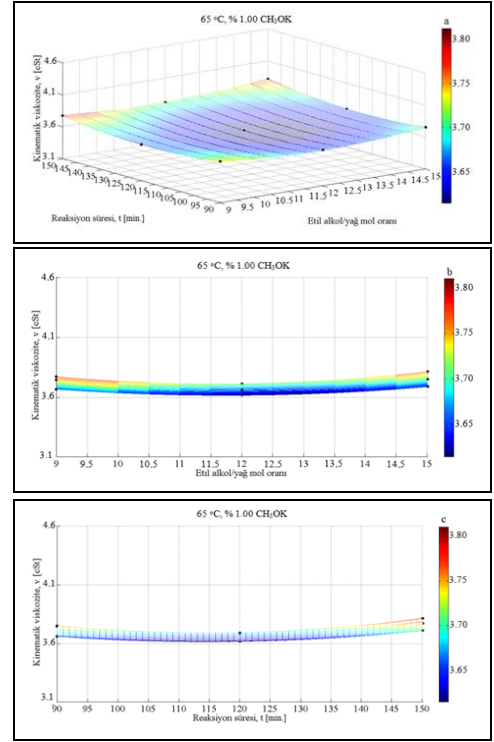 65 °C, % 1.00 CH₃OK
a
Kinematik viskozite, v [cSt]
4.6
4.1
3.6
3.1
150 145 140 135 130 125 120 115 110 105 100 95 90
9 9.5 10 10.5 11 11.5 12 12.5 13 13.5 14 14.5 15
Reaksiyon süresi, t [min.]
Etil alkol/yağ mol oranı
3.80
3.75
3.70
3.65
65 °C, % 1.00 CH₃OK
b
Kinematik viskozite, v [cSt]
4.6
4.1
3.6
3.1
9 9.5 10 10.5 11 11.5 12 12.5 13 13.5 14 14.5 15
Etil alkol/yağ mol oranı
3.80
3.75
3.70
3.65
65 °C, % 1.00 CH₃OK
c
Kinematik viskozite, v [cSt]
4.6
4.1
3.6
3.1
90 95 100 105 110 115 120 125 130 135 140 145 150
Reaksiyon süresi, t [min.]
3.80
3.75
3.70
3.65